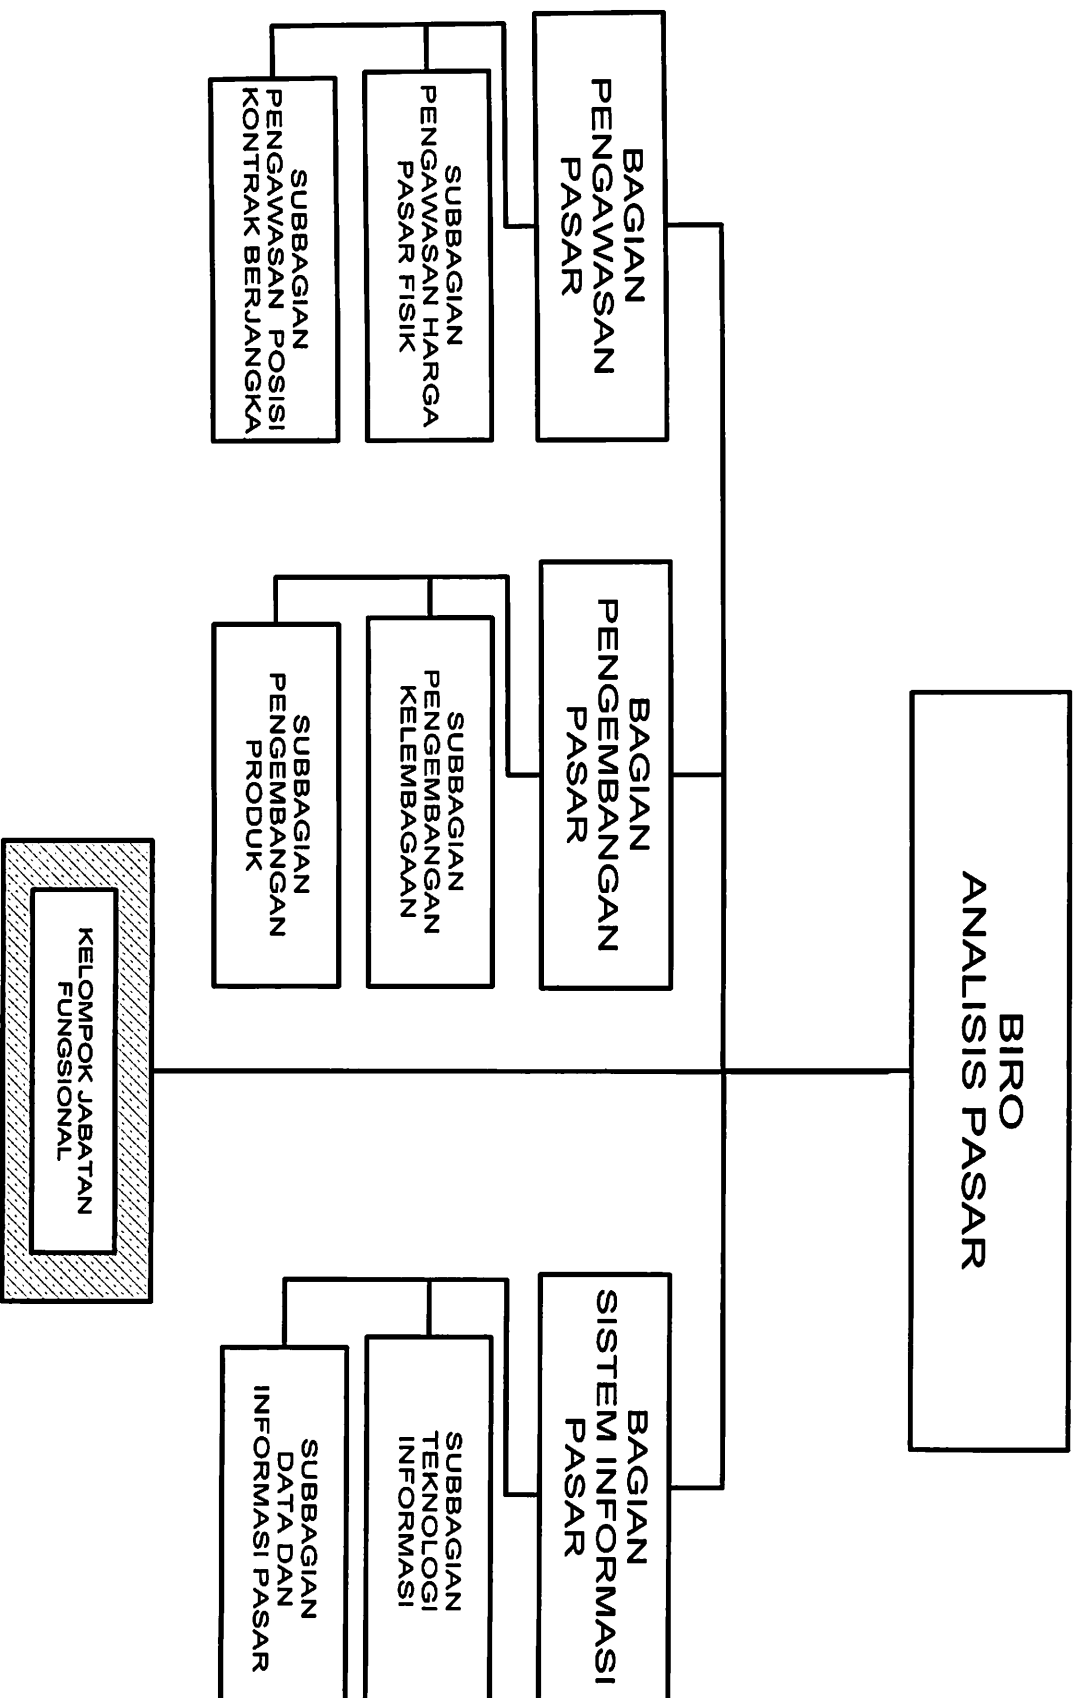 BIRO
ANALISIS PASAR
BAGIAN
PENGAWASAN
PASAR
SUBBAGIAN
PENGAWASAN HARGA
PASAR FISIK
SUBBAGIAN
PENGAWASAN POSISI
KONTRAK BERJANGKA
BAGIAN
PENGEMBANGAN
PASAR
SUBBAGIAN
PENGEMBANGAN
KELEMBAGAAN
SUBBAGIAN
PENGEMBANGAN
PRODUK
BAGIAN
SISTEM INFORMASI
PASAR
SUBBAGIAN
TEKNOLOGI
INFORMASI
SUBBAGIAN
DATA DAN
INFORMASI PASAR
KELOMPOK JABATAN
FUNGSIONAL